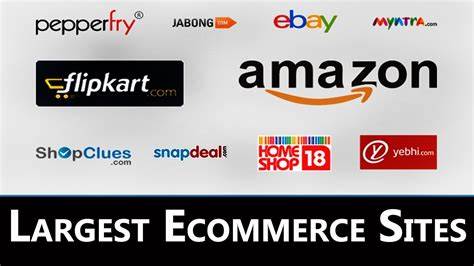 pepperfry®
JABONG.COM
ebay
Myntra.com
flipkart.com
amazon
ShopClues.com
snapdeal.com
HOME SHOP 18
yebhi.com
LARGEST ECOMMERCE SITES